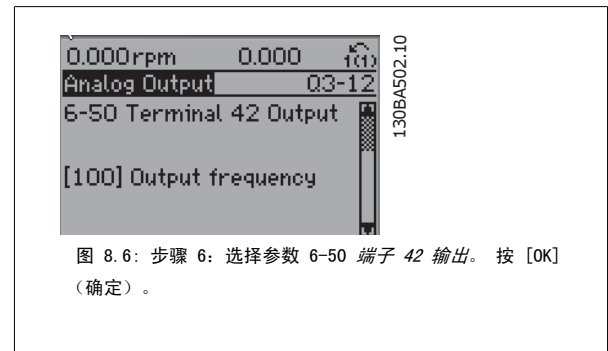 0.000rpm 0.000 1(1)
Analog Output Q3-12
6-50 Terminal 42 Output
[100] Output frequency
130BA502.10
图 8.6: 步骤 6：选择参数 6-50 端子 42 输出。 按 [OK]
（确定）。